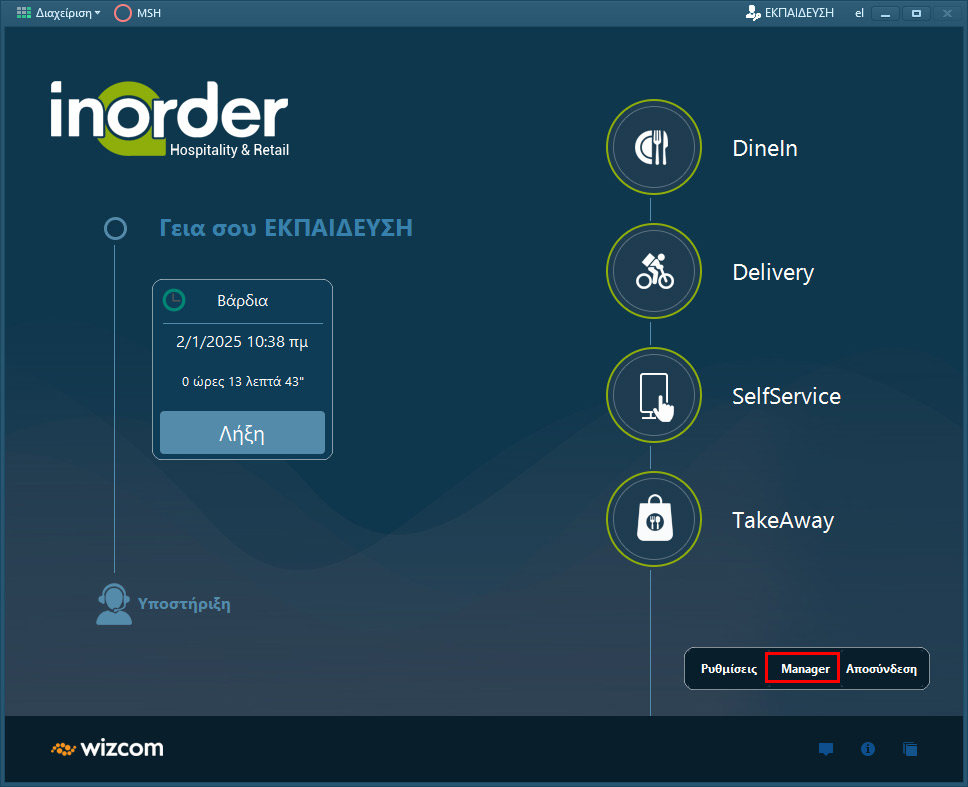 Διαχείριση
MSH
ΕΚΠΑΙΔΕΥΣΗ
el
inorder
Hospitality & Retail
Γεια σου ΕΚΠΑΙΔΕΥΣΗ
Βάρδια
2/1/2025 10:38 πμ
0 ώρες 13 λεπτά 43"
Λήξη
Υποστήριξη
DineIn
Delivery
SelfService
TakeAway
Ρυθμίσεις Manager Αποσύνδεση
wizcom